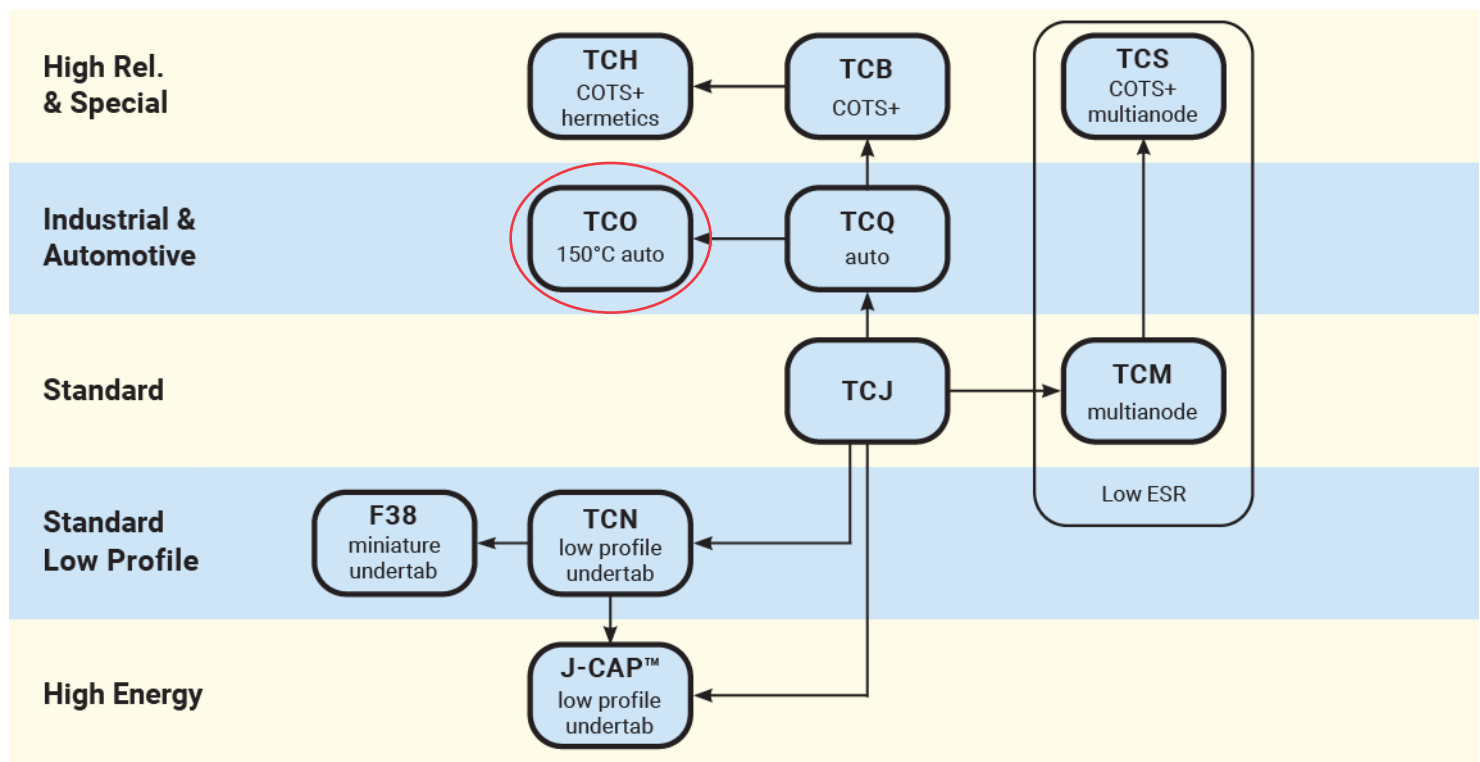 High Rel.
& Special
TCH
COTS+
hermetics
TCB
COTS+
TCS
COTS+
multianode
Industrial &
Automotive
TCO
150°C auto
TCQ
auto
Standard
TCJ
TCM
multianode
Low ESR
Standard
Low Profile
F38
miniature
undertab
TCN
low profile
undertab
High Energy
J-CAP™
low profile
undertab